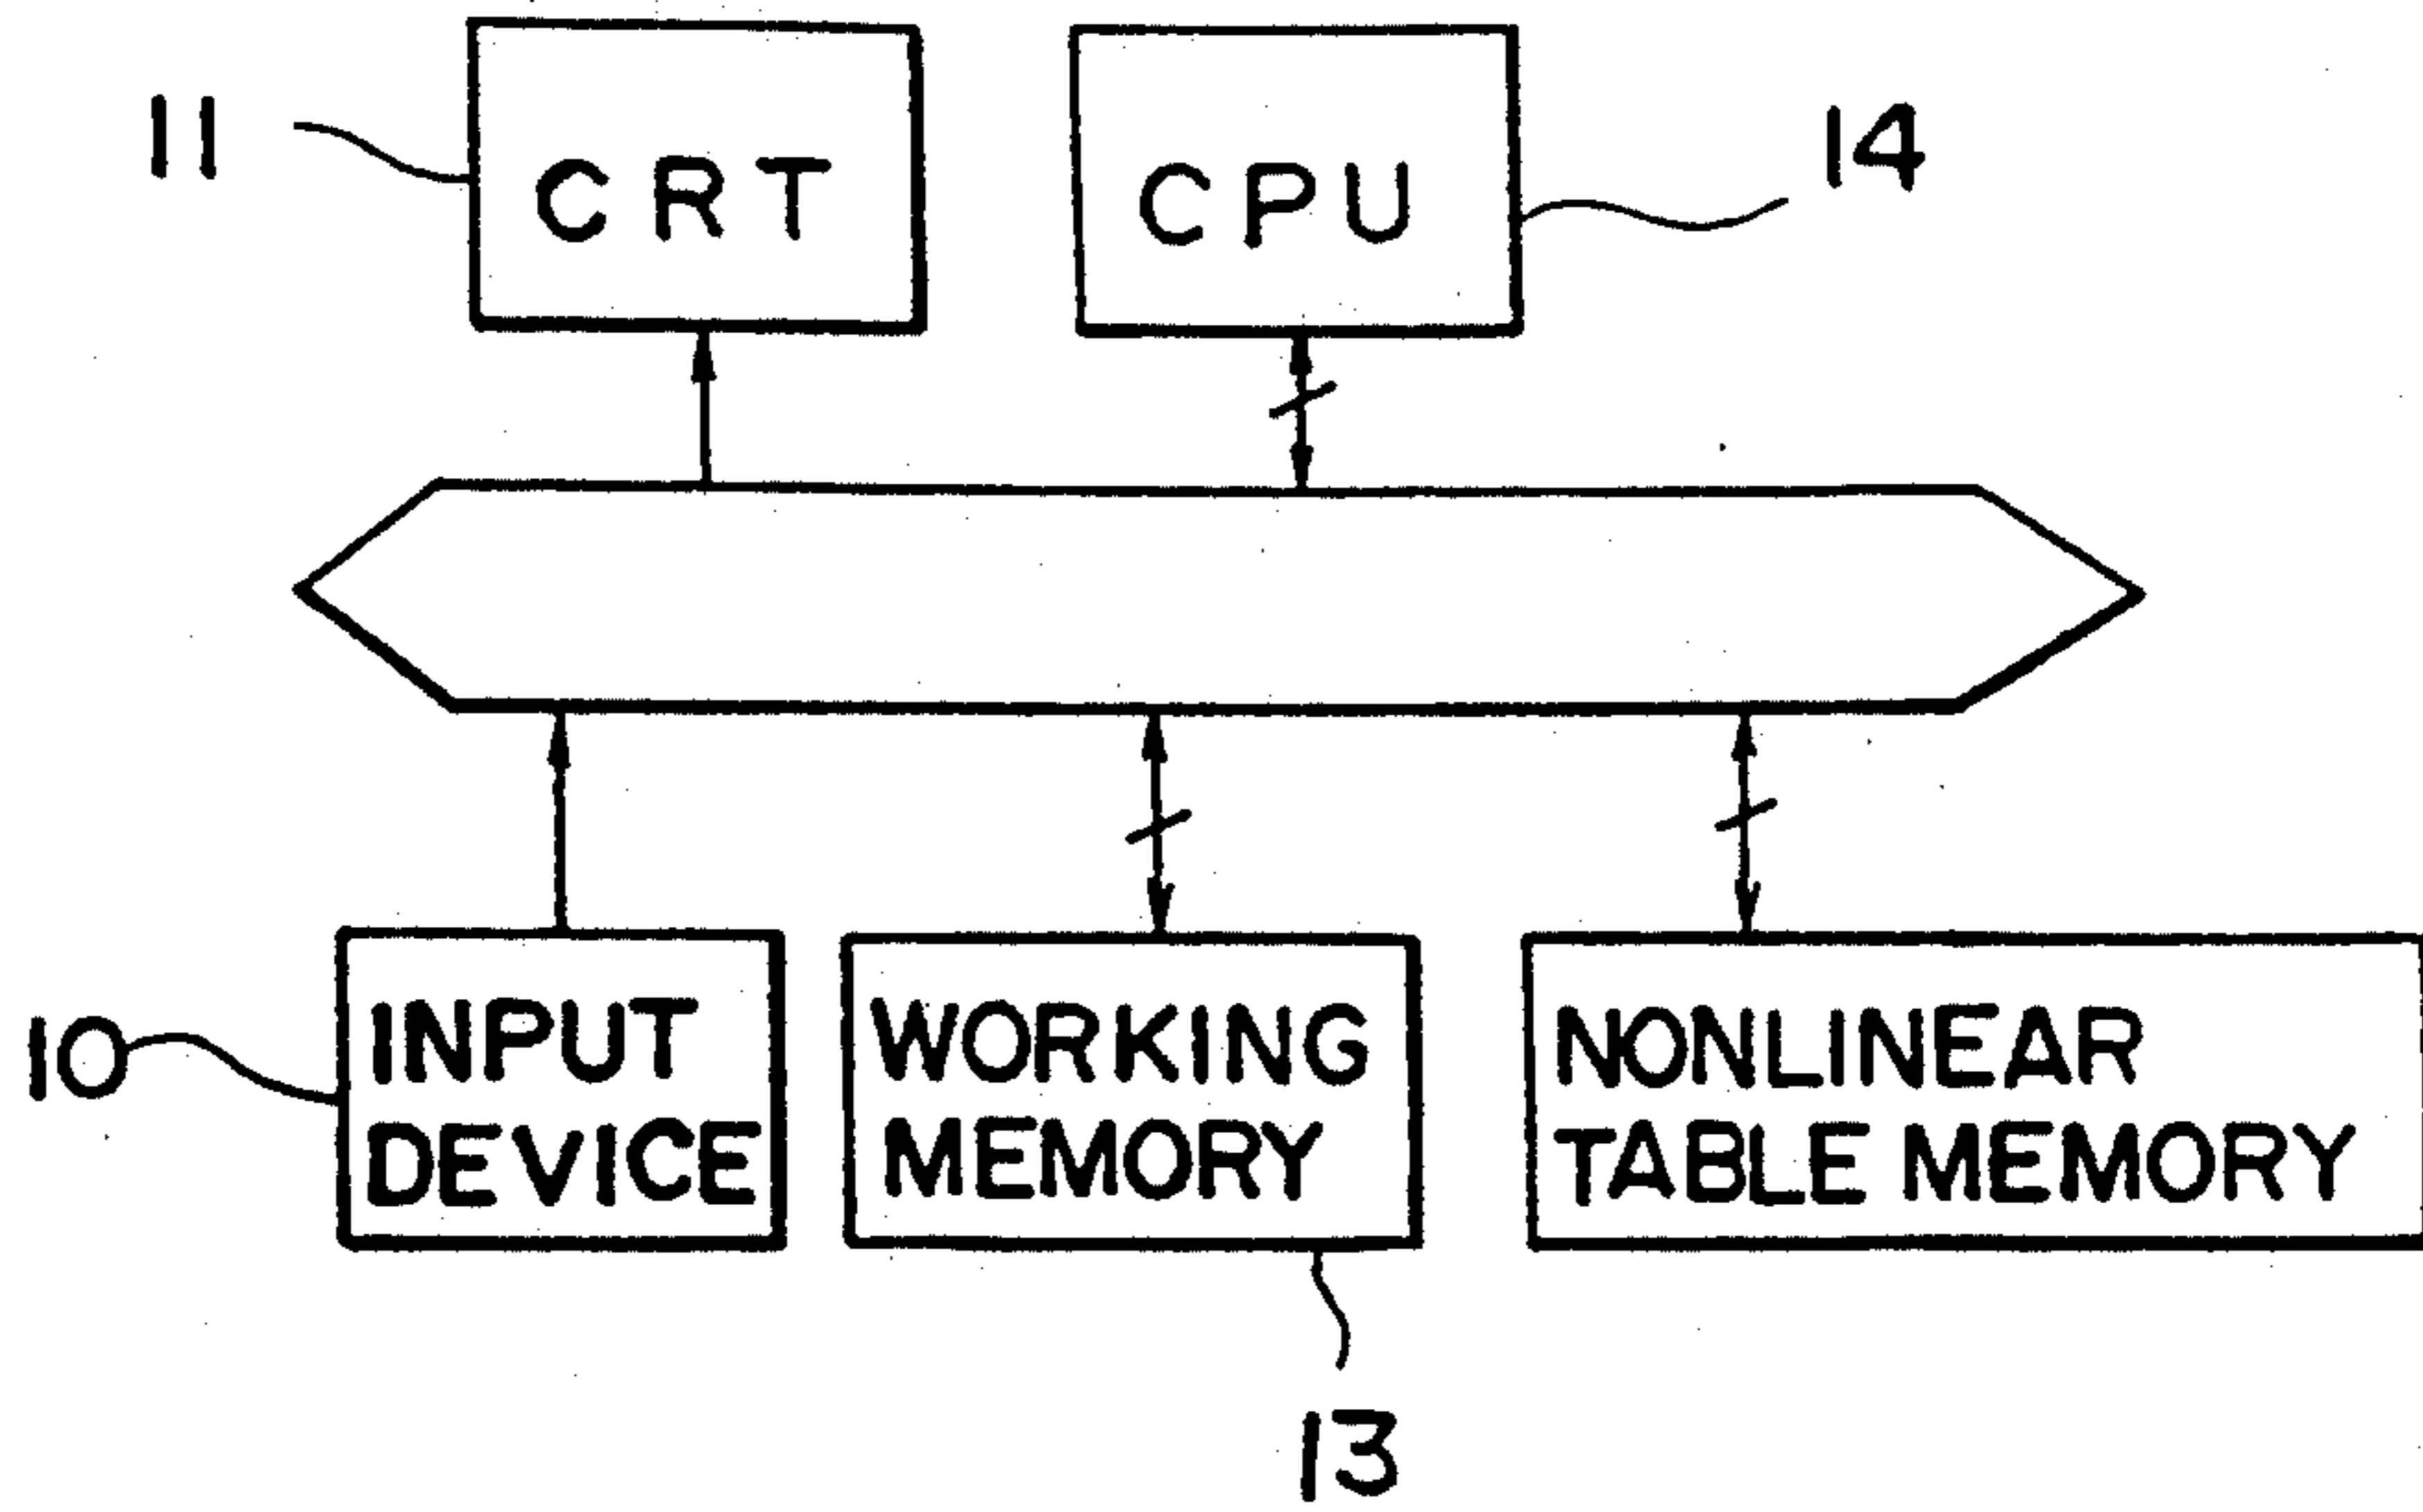 11
CRT
CPU
14
10
INPUT
DEVICE
WORKING
MEMORY
NONLINEAR
TABLE MEMORY
13